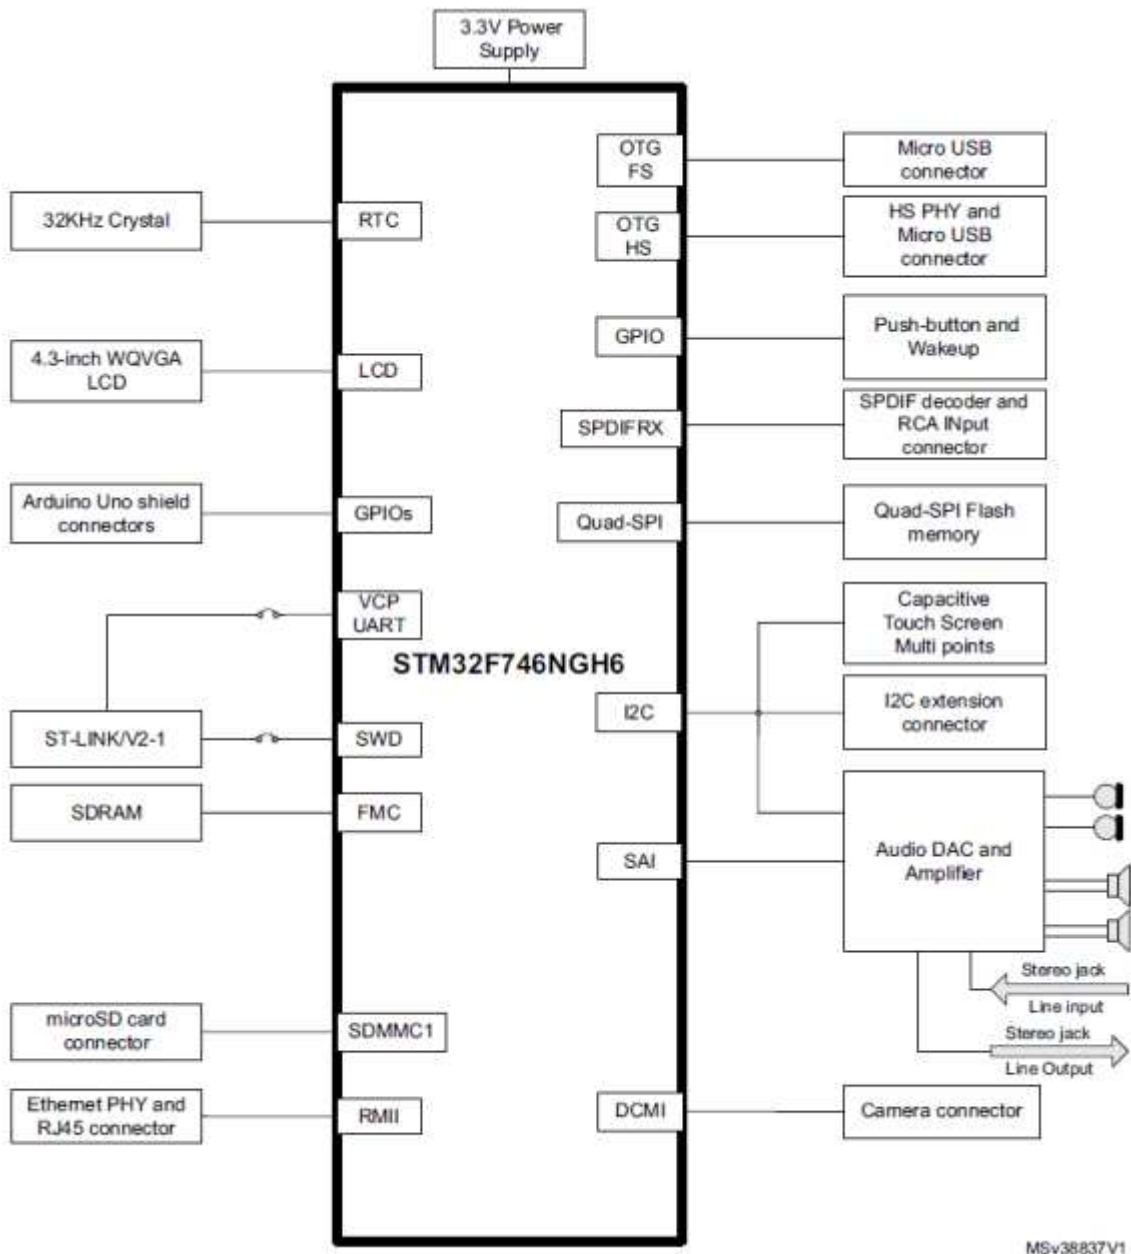 3.3V Power
Supply
OTG
FS
Micro USB
connector
32KHz Crystal
RTC
OTG
HS
HS PHY and
Micro USB
connector
GPIO
Push-button and
Wakeup
4.3-inch WQVGA
LCD
LCD
SPDIFRX
SPDIF decoder and
RCA INput
connector
Arduino Uno shield
connectors
GPIOs
Quad-SPI
Quad-SPI Flash
memory
VCP
UART
Capacitive
Touch Screen
Multi points
STM32F746NGH6
I2C
I2C extension
connector
ST-LINK/V2-1
SWD
SDRAM
FMC
SAI
Audio DAC and
Amplifier
Stereo jack
Line input
microSD card
connector
SDMMC1
Stereo jack
Line Output
Ethernet PHY and
RJ45 connector
RMII
DCMI
Camera connector
MSv38837V1